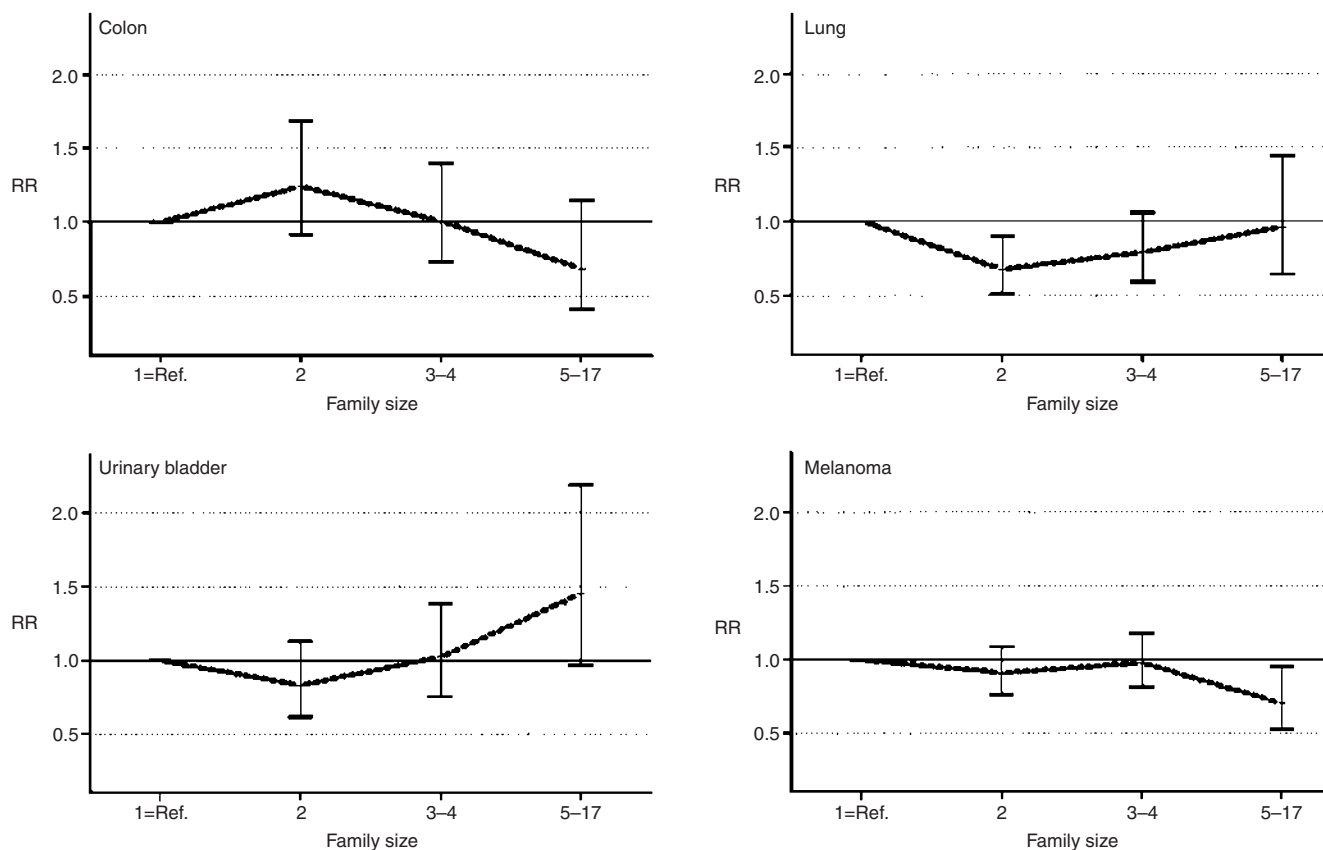 Colon
2.0
1.5
RR
1.0
0.5
1=Ref. 2 3–4 5–17
Family size
Lung
2.0
1.5
RR
1.0
0.5
1=Ref. 2 3–4 5–17
Family size
Urinary bladder
2.0
1.5
RR
1.0
0.5
1=Ref. 2 3–4 5–17
Family size
Melanoma
2.0
1.5
RR
1.0
0.5
1=Ref. 2 3–4 5–17
Family size